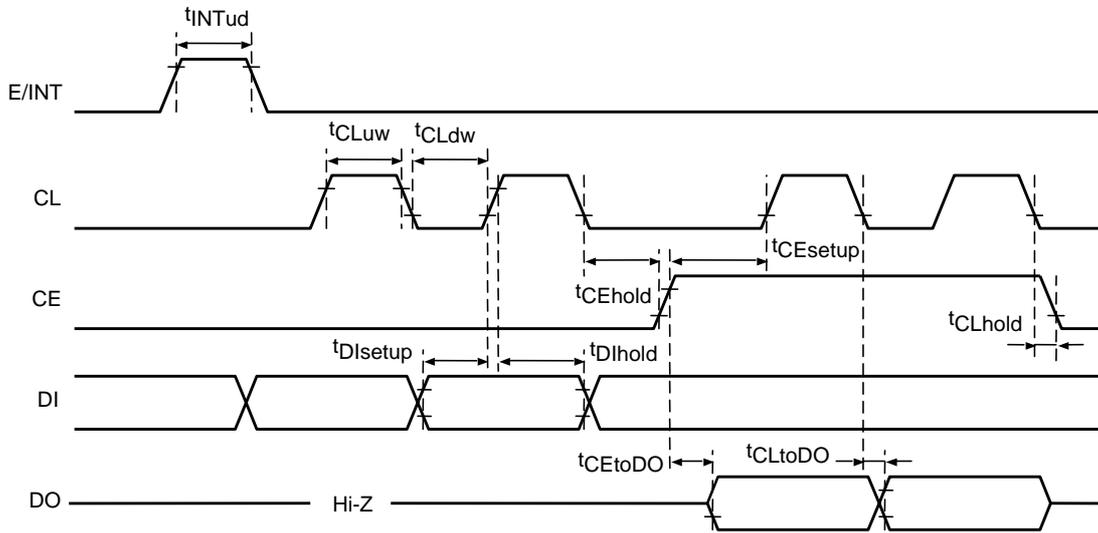 tINTud
E/INT
tCLuw
tCLdw
CL
tCEsetup
CE
tCEhold
tCLhold
tDIsetup
tDIhold
DI
tCEtoDO
tCLtoDO
DO
Hi-Z